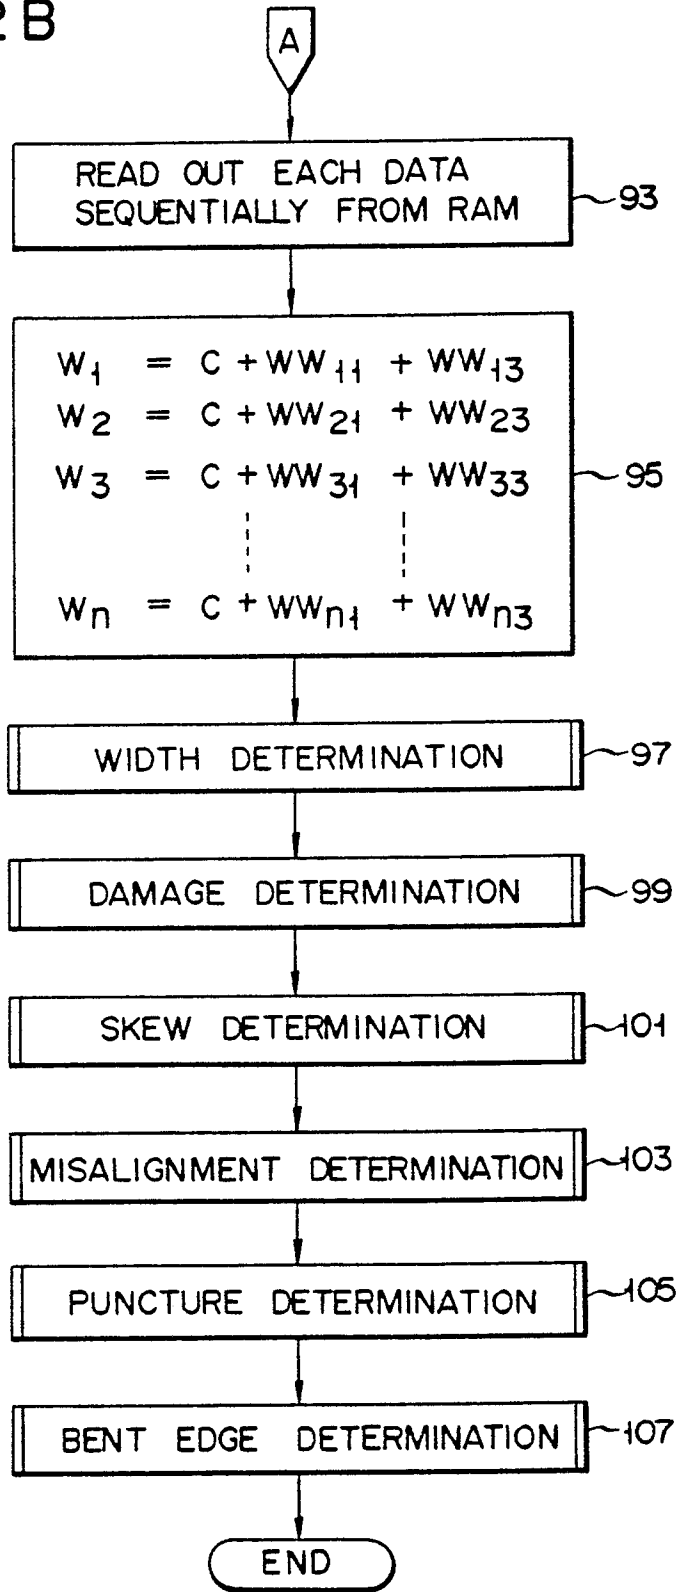 2B
A
READ OUT EACH DATA
SEQUENTIALLY FROM RAM
93
W₁ = C + WW₁₁ + WW₁₃
W₂ = C + WW₂₁ + WW₂₃
W₃ = C + WW₃₁ + WW₃₃
Wₙ = C + WWₙ₁ + WWₙ₃
95
WIDTH DETERMINATION
97
DAMAGE DETERMINATION
99
SKEW DETERMINATION
101
MISALIGNMENT DETERMINATION
103
PUNCTURE DETERMINATION
105
BENT EDGE DETERMINATION
107
END